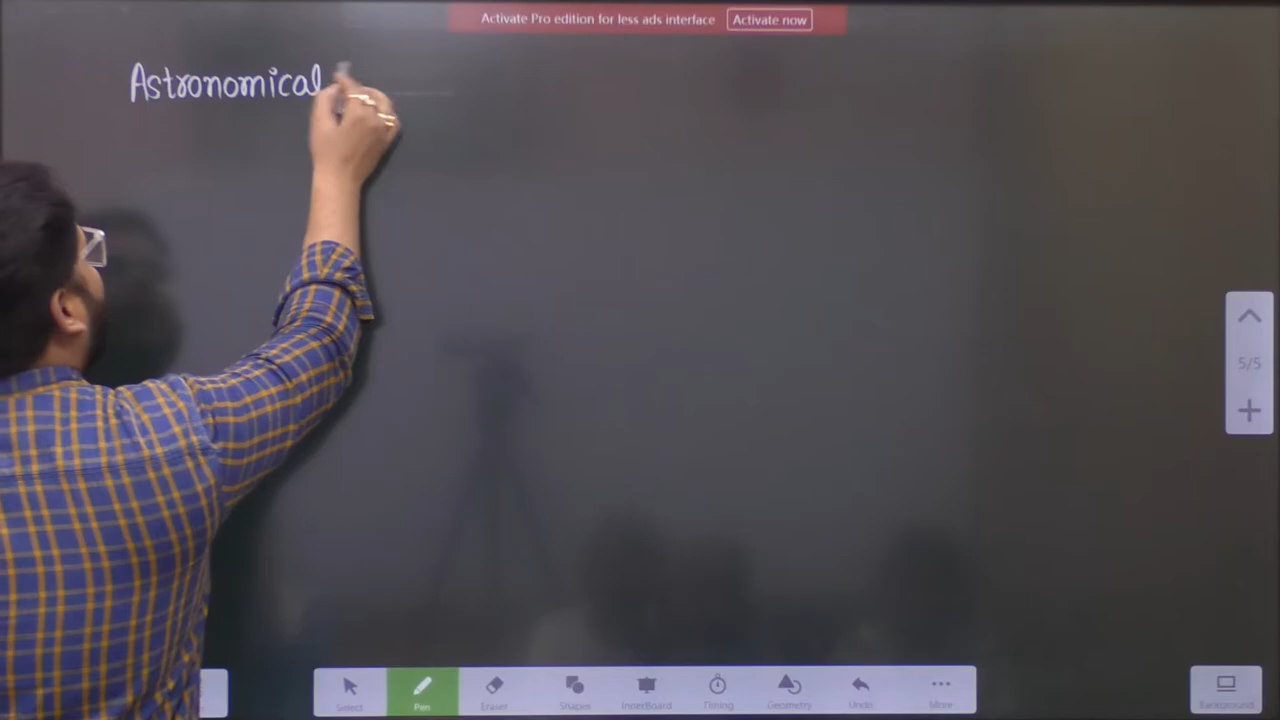 Activate Pro edition for less ads interface Activate now
Astronomical
5/5
Select Pen Eraser Shapes InnerBoard Timing Geometry Undo More Background